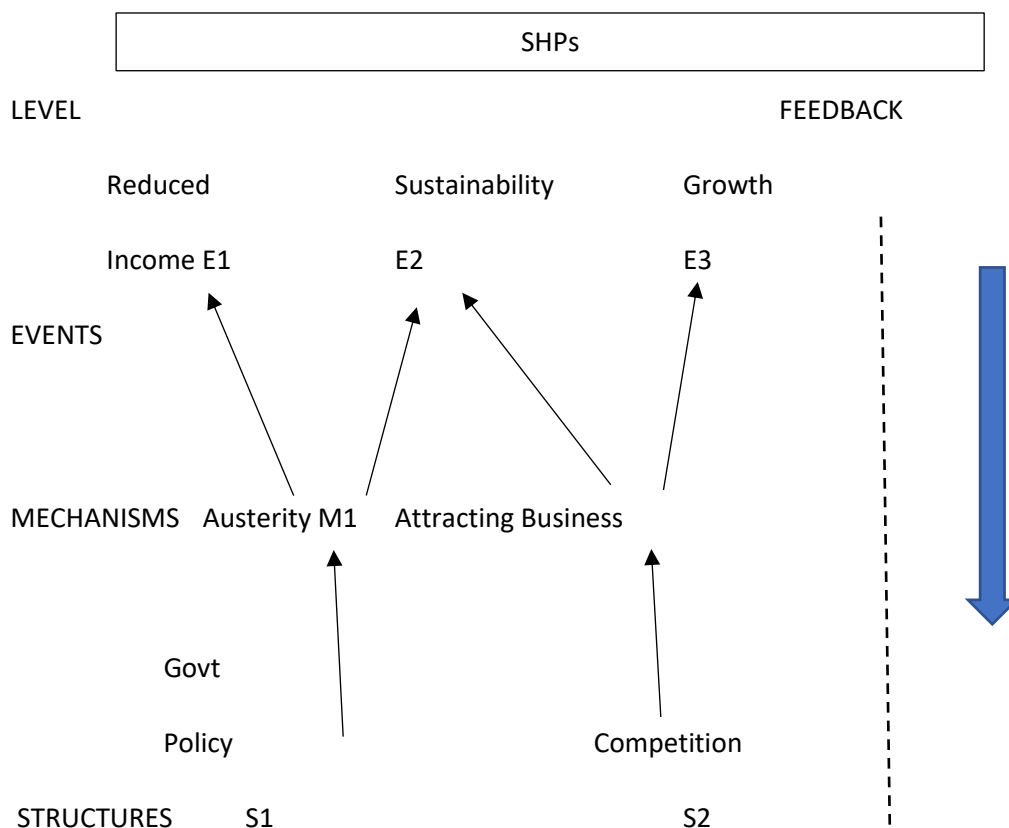 SHPs
LEVEL FEEDBACK
Reduced Sustainability Growth
Income E1 E2 E3
EVENTS
MECHANISMS Austerity M1 Attracting Business
Govt
Policy Competition
STRUCTURES S1 S2